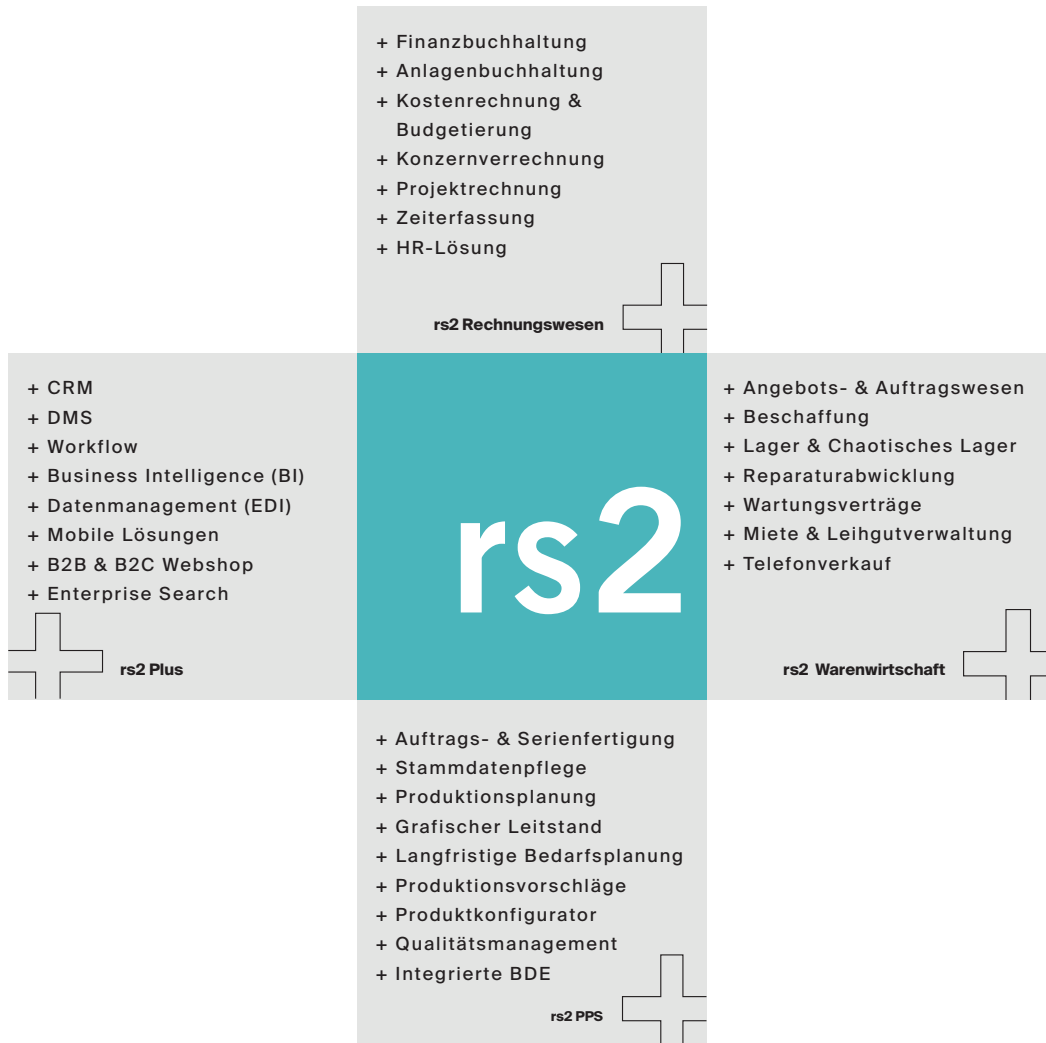 + Finanzbuchhaltung
+ Anlagenbuchhaltung
+ Kostenrechnung &
Budgetierung
+ Konzernverrechnung
+ Projektrechnung
+ Zeiterfassung
+ HR-Lösung
rs2 Rechnungswesen
+ CRM
+ DMS
+ Workflow
+ Business Intelligence (BI)
+ Datenmanagement (EDI)
+ Mobile Lösungen
+ B2B & B2C Webshop
+ Enterprise Search
rs2 Plus
rs2
+ Angebots- & Auftragswesen
+ Beschaffung
+ Lager & Chaotisches Lager
+ Reparaturabwicklung
+ Wartungsverträge
+ Miete & Leihgutverwaltung
+ Telefonverkauf
rs2 Warenwirtschaft
+ Auftrags- & Serienfertigung
+ Stammdatenpflege
+ Produktionsplanung
+ Grafischer Leitstand
+ Langfristige Bedarfsplanung
+ Produktionsvorschläge
+ Produktkonfigurator
+ Qualitätsmanagement
+ Integrierte BDE
rs2 PPS